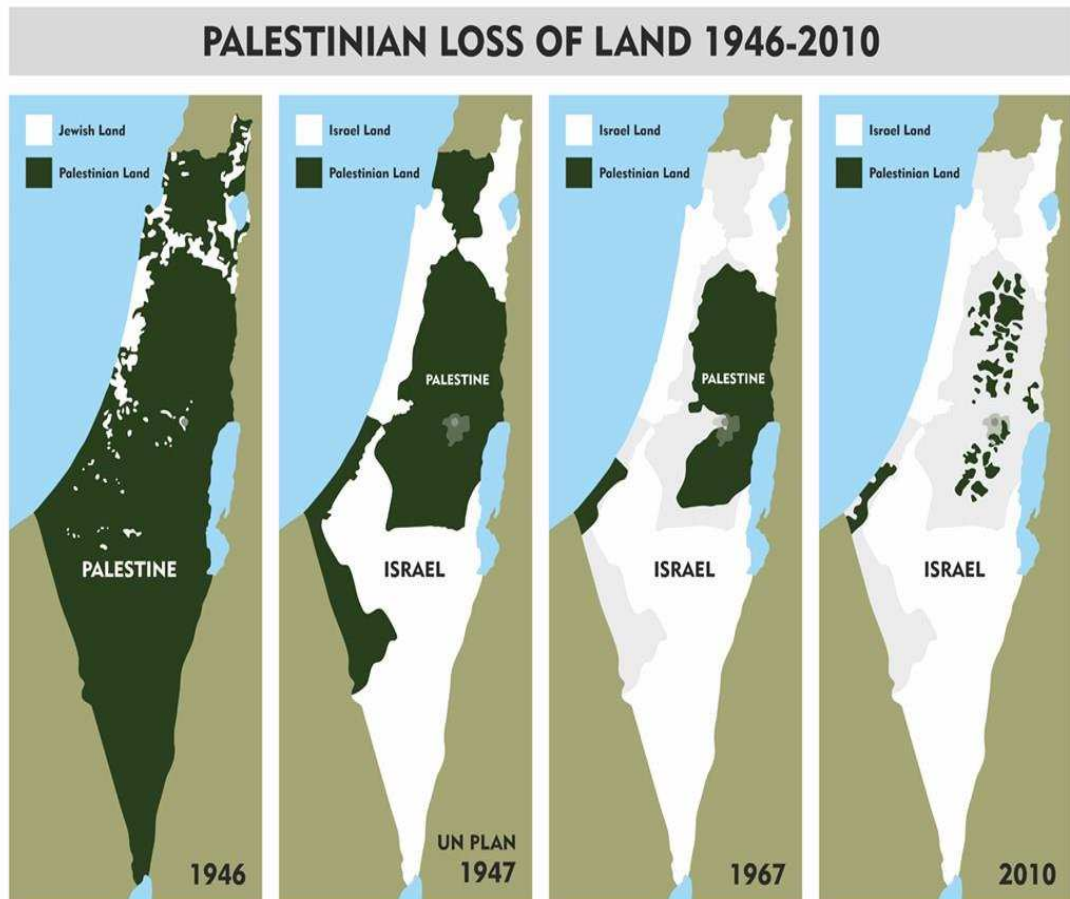 PALESTINIAN LOSS OF LAND 1946-2010
Jewish Land
Palestinian Land
PALESTINE
1946
Israel Land
Palestinian Land
PALESTINE
ISRAEL
UN PLAN
1947
Israel Land
Palestinian Land
PALESTINE
ISRAEL
1967
Israel Land
Palestinian Land
ISRAEL
2010